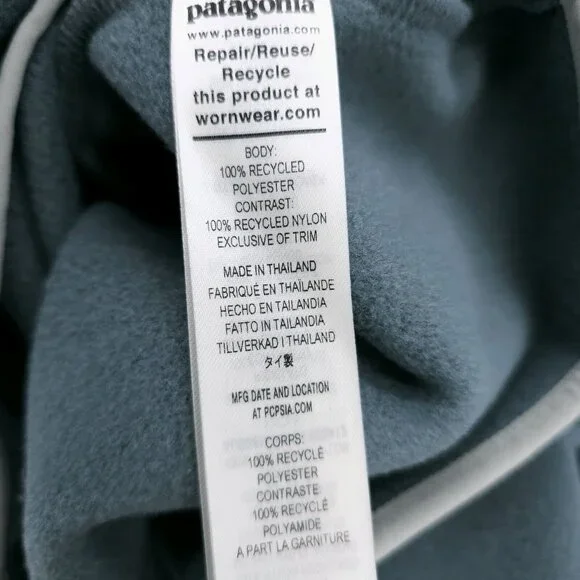 patagonia
www.patagonia.com
Repair/Reuse/
Recycle
this product at
wornwear.com
BODY:
100% RECYCLED
POLYESTER
CONTRAST:
100% RECYCLED NYLON
EXCLUSIVE OF TRIM
MADE IN THAILAND
FABRIQUÉ EN THAÏLANDE
HECHO EN TAILANDIA
FATTO IN TAILANDIA
TILLVERKAD I THAILAND
タイ製
MFG DATE AND LOCATION
AT PCPSIA.COM
CORPS:
100% RECYCLÉ
POLYESTER
CONTRASTE:
100% RECYCLÉ
POLYAMIDE
A PART LA GARNITURE